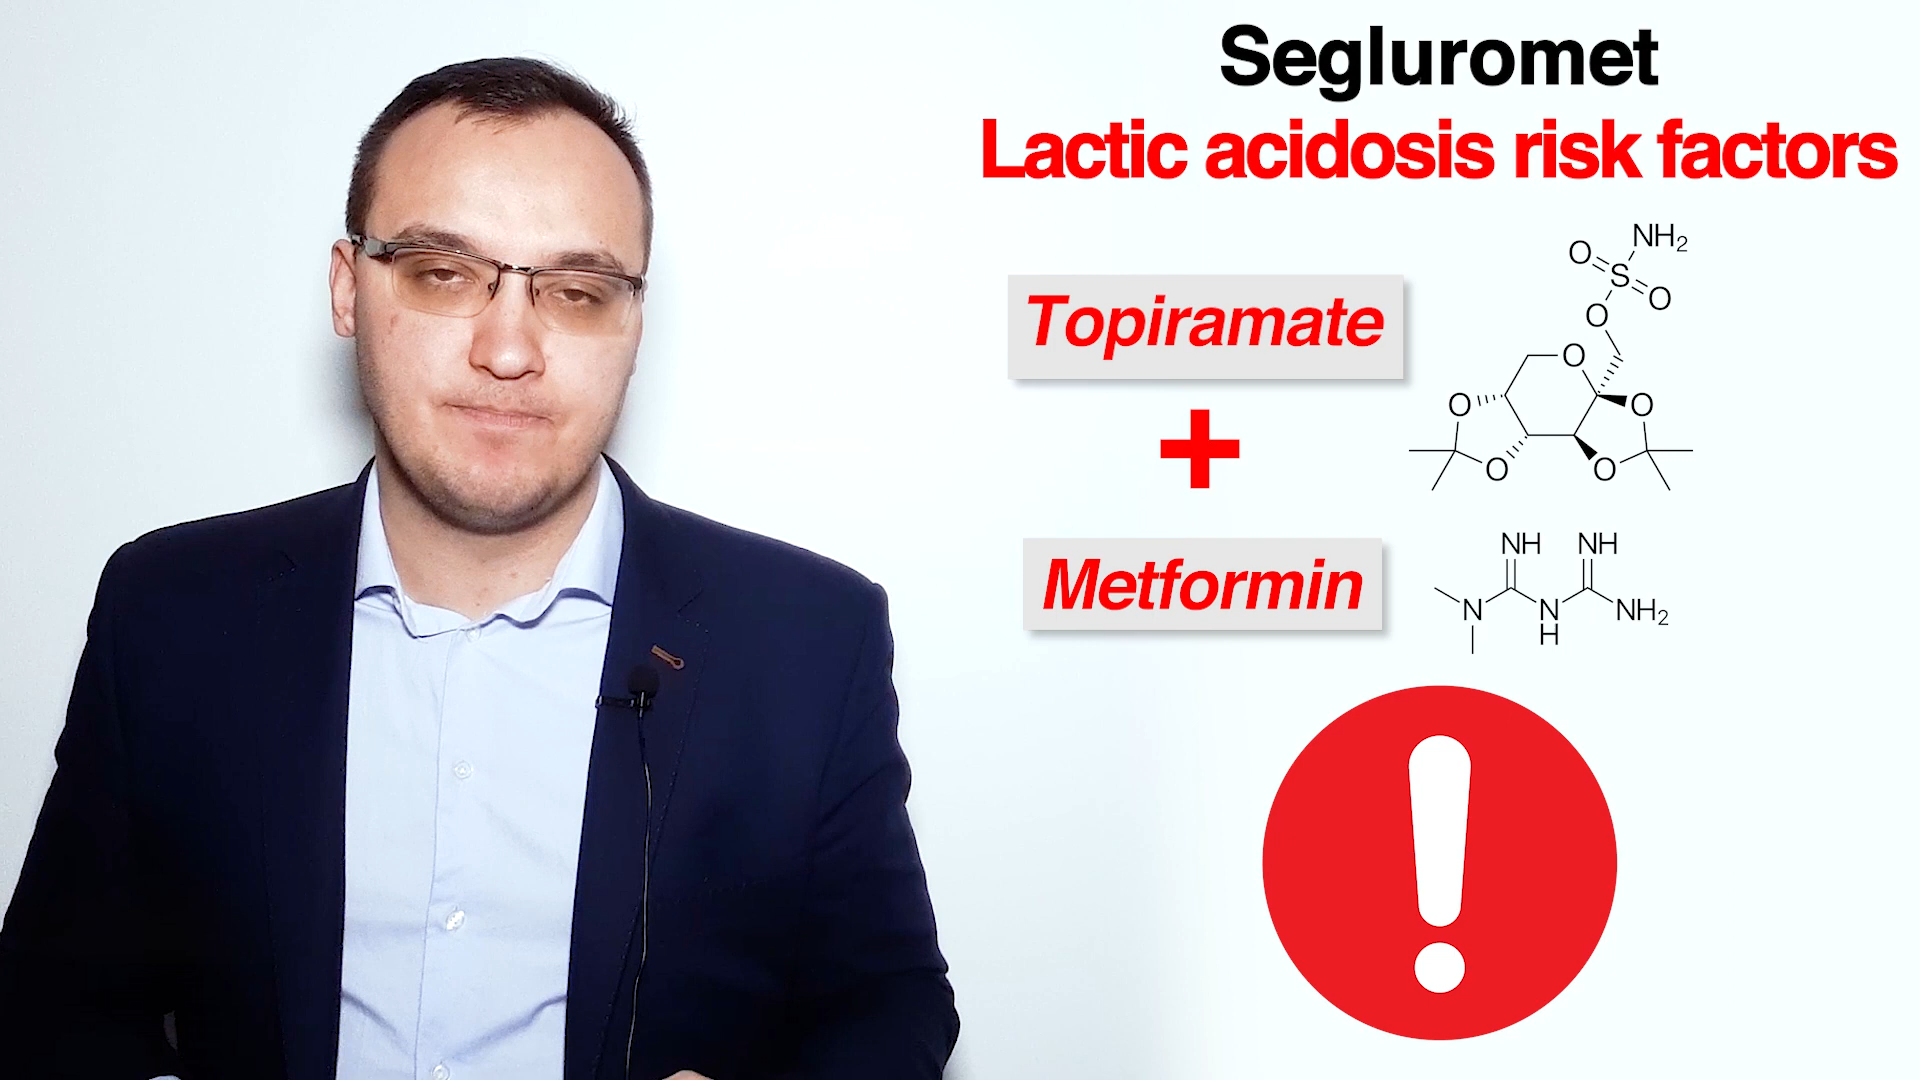 Segluromet
Lactic acidosis risk factors
Topiramate
+
Metformin
NH₂
O
S
O
O
O
O
O
O
O
NH
NH
N
N
H
NH₂